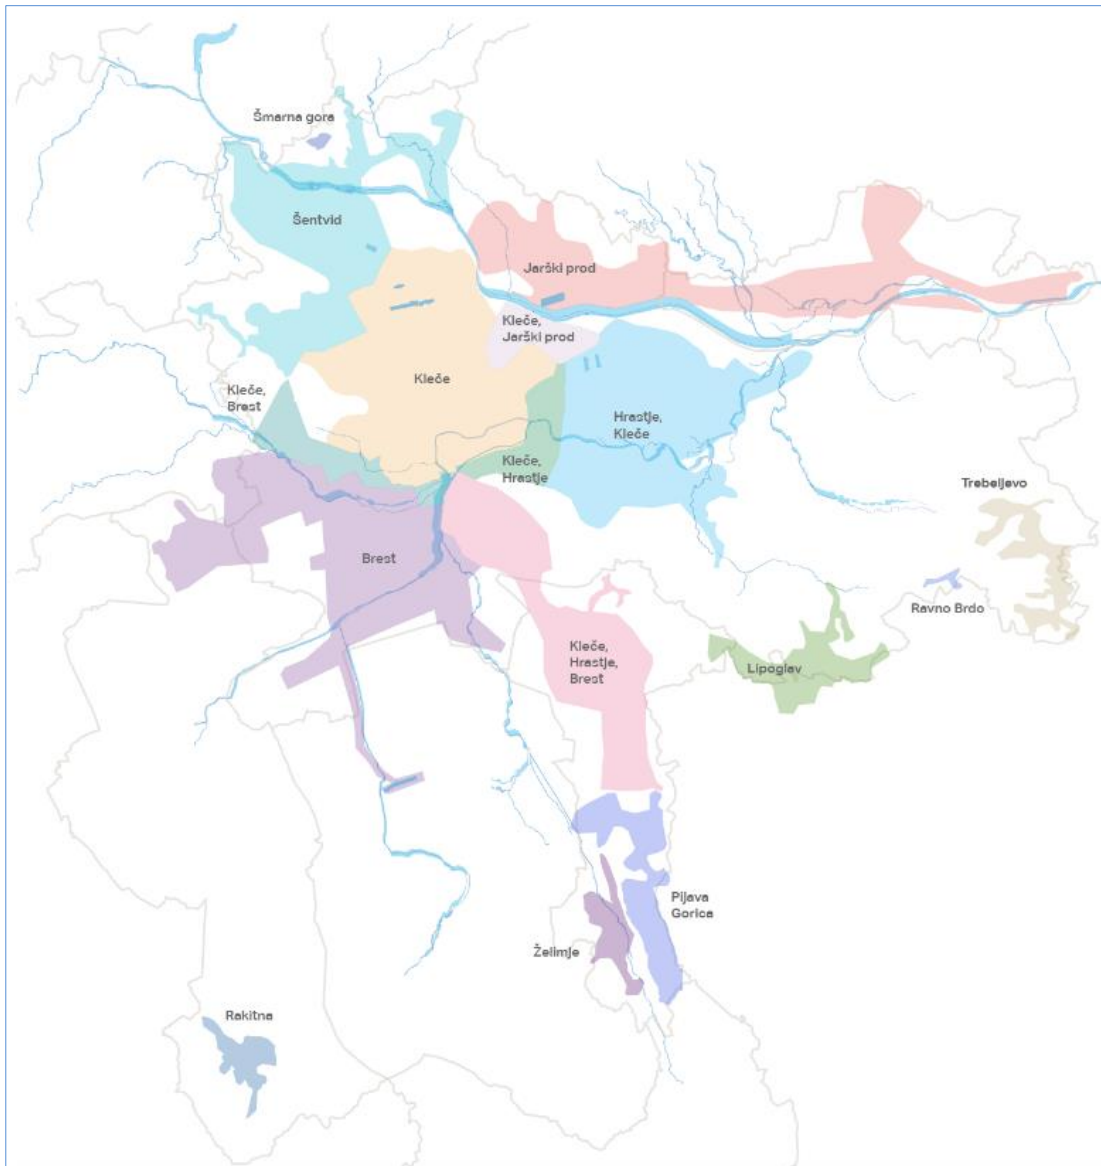 Šmarna gora
Šentvid
Jarški prod
Kleče,
Jarški prod
Kleče
Kleče,
Brest
Hrastje,
Kleče
Kleče,
Hrastje
Trebeljevo
Brest
Ravno Brdo
Kleče,
Hrastje,
Brest
Lipoglav
Pijava
Gorica
Želimje
Rakitna